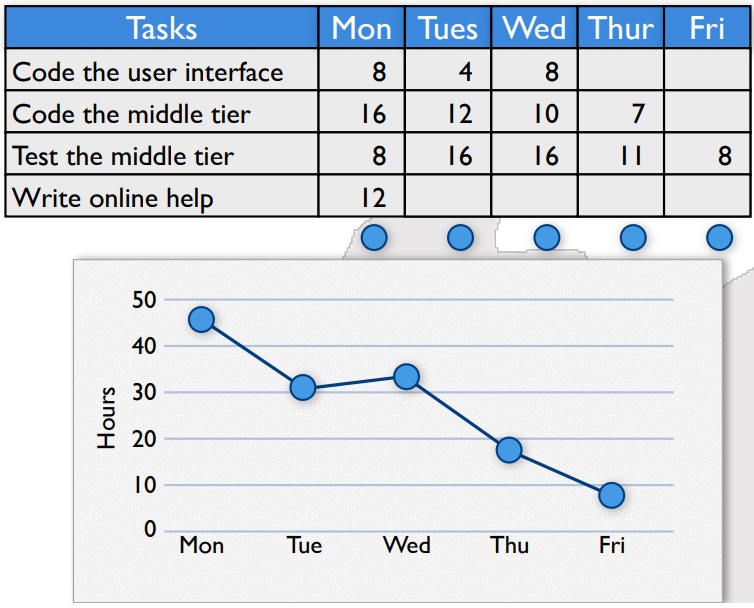 Tasks Mon Tues Wed Thur Fri
Code the user interface 8 4 8
Code the middle tier 16 12 10 7
Test the middle tier 8 16 16 11 8
Write online help 12
50
40
30
20
10
0
Hours
Mon Tue Wed Thu Fri